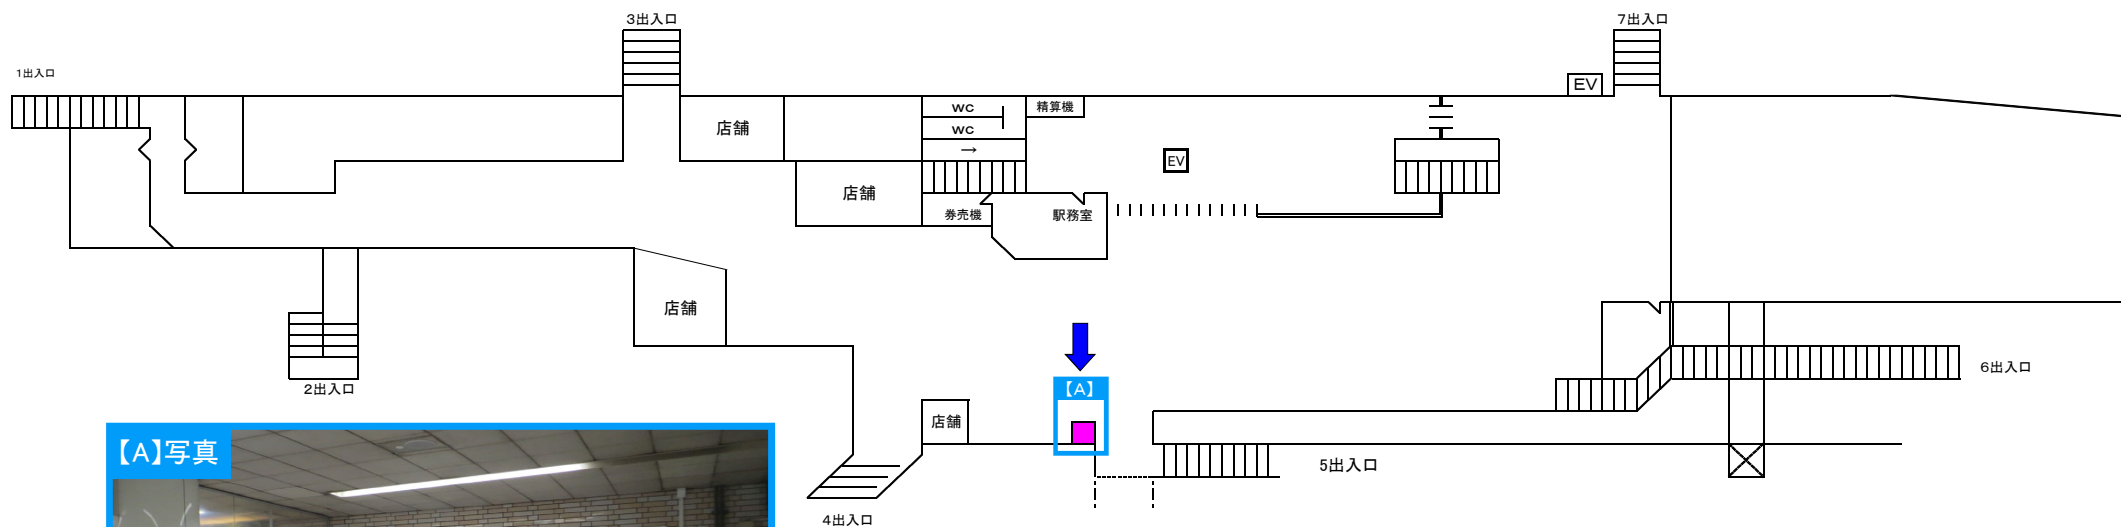 3出入口
7出入口
1出入口
EV
WC
精算機
店舗
WC
→
EV
店舗
券売機
駅務室
店舗
6出入口
2出入口
【A】
店舗
【A】写真
5出入口
4出入口